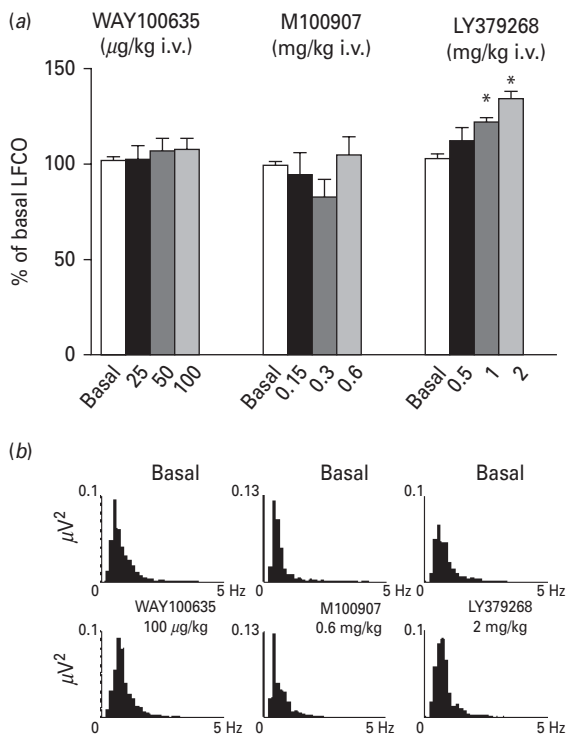 (a)
WAY100635
(μg/kg i.v.)
M100907
(mg/kg i.v.)
LY379268
(mg/kg i.v.)
% of basal LFCO
150
100
50
0
* *
Basal 25 50 100
Basal 0.15 0.3 0.6
Basal 0.5 1 2
(b)
Basal Basal Basal
μV²
0.1 0.13 0.1
0 5 Hz 0 5 Hz 0 5 Hz
WAY100635
100 μg/kg
M100907
0.6 mg/kg
LY379268
2 mg/kg
μV²
0.1 0.13 0.1
0 5 Hz 0 5 Hz 0 5 Hz